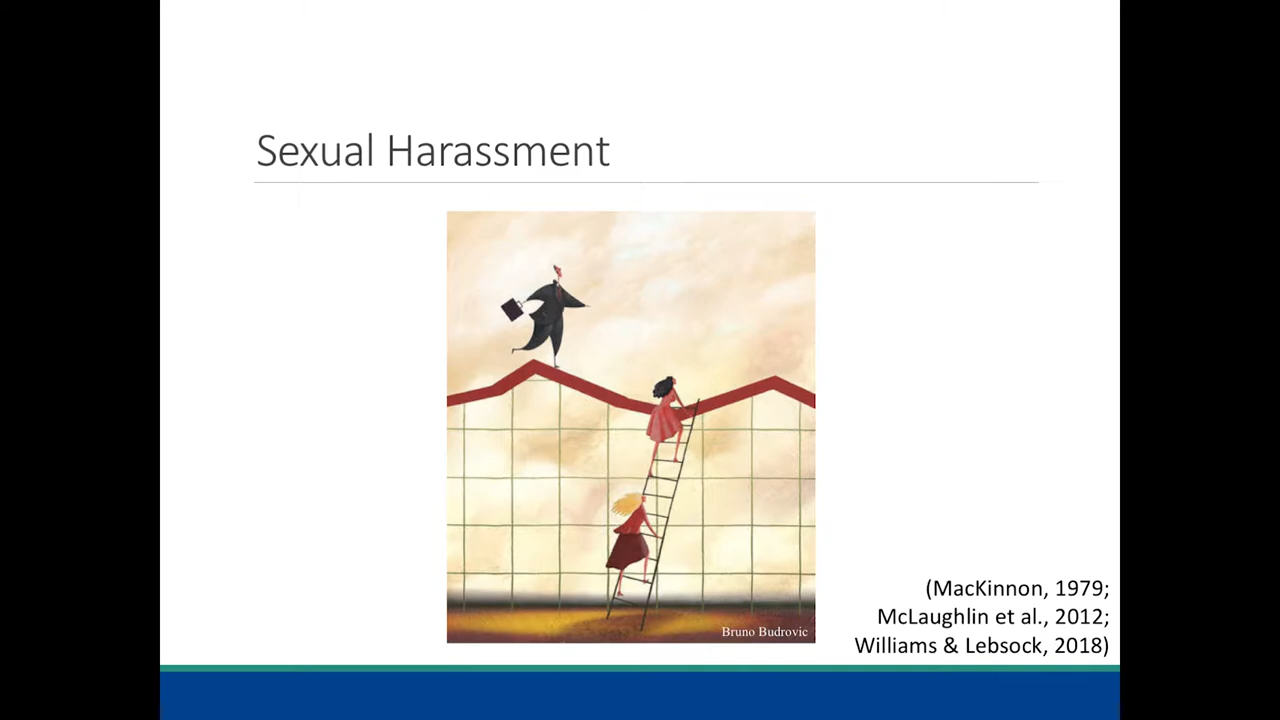 Sexual Harassment
Bruno Budrovic
(MacKinnon, 1979;
McLaughlin et al., 2012;
Williams & Lebsock, 2018)